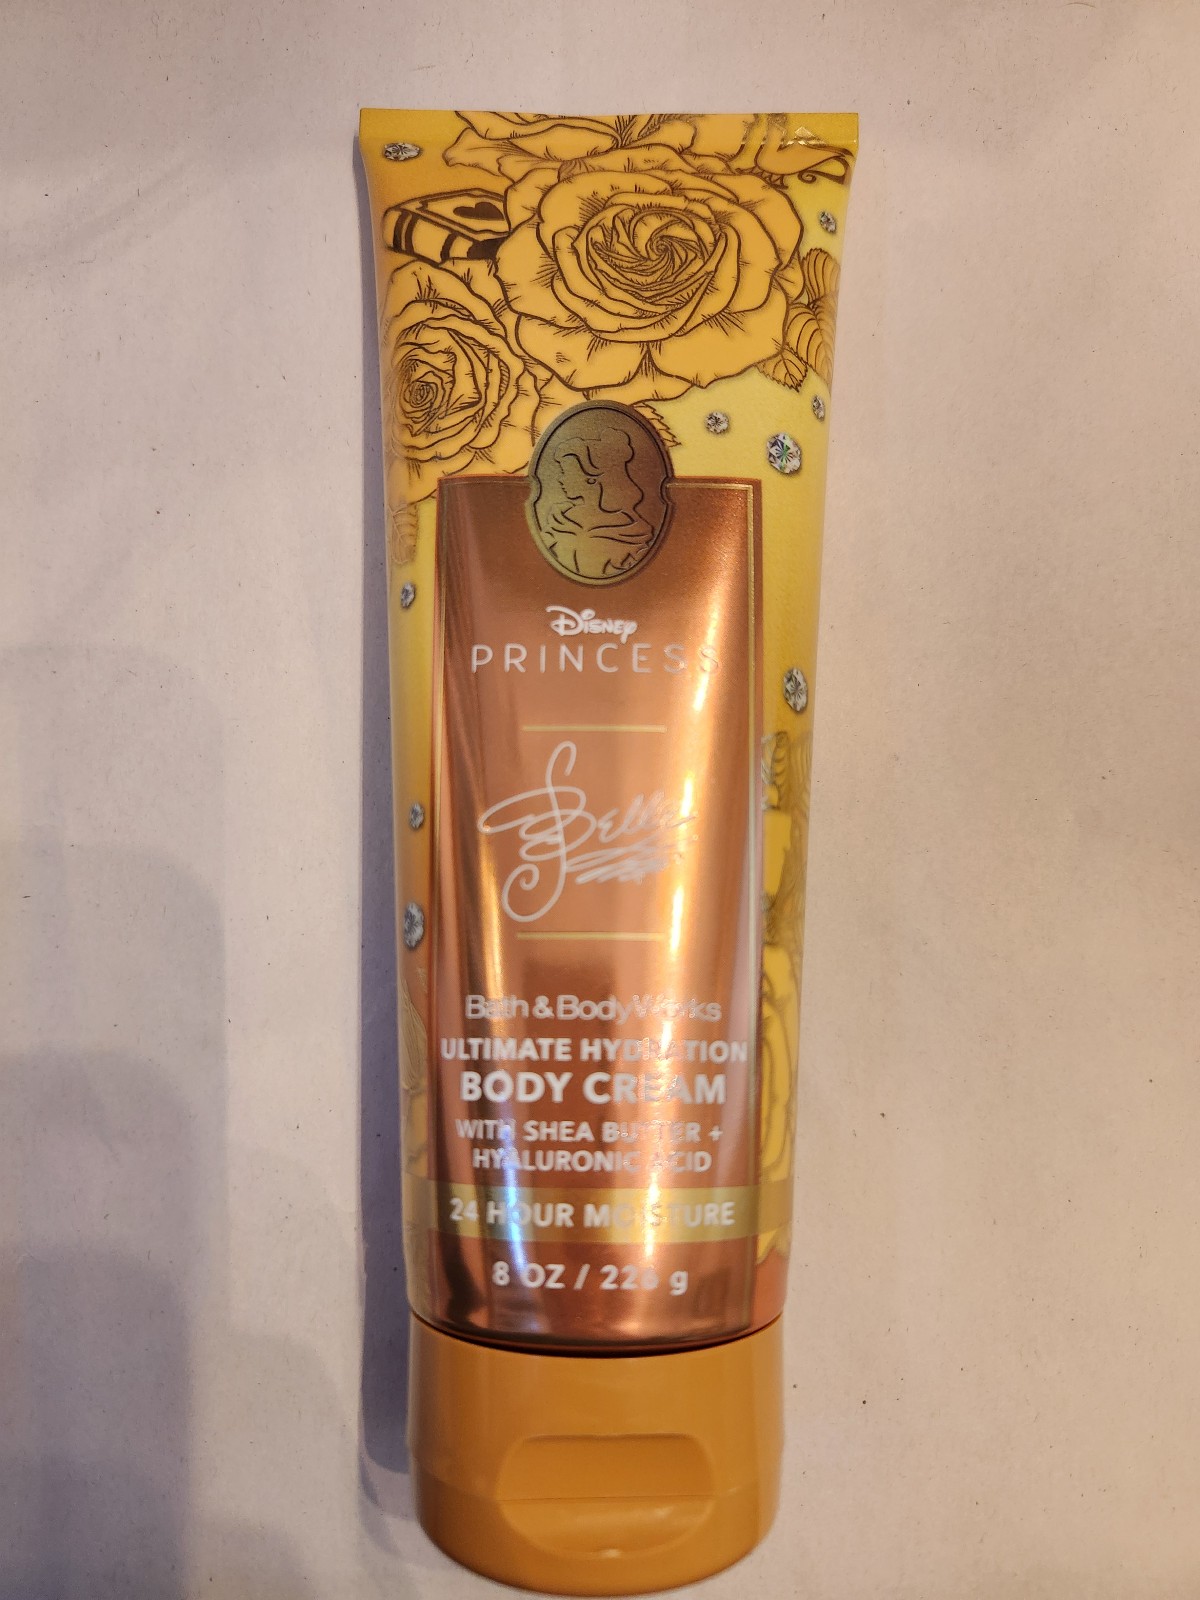 Disney
PRINCESS
Belle
Bath & Body Works
ULTIMATE HYDRATION
BODY CREAM
WITH SHEA BUTTER +
HYALURONIC ACID
24 HOUR MOISTURE
8 OZ / 226 g